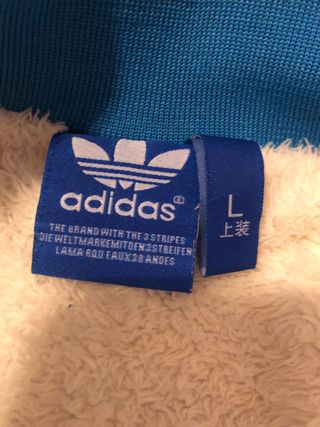 adidas
®
THE BRAND WITH THE 3 STRIPES
DIE WELTMARKE MIT DEN 3 STREIFEN
LA MARQUE AUX 3 BANDES
L
上装